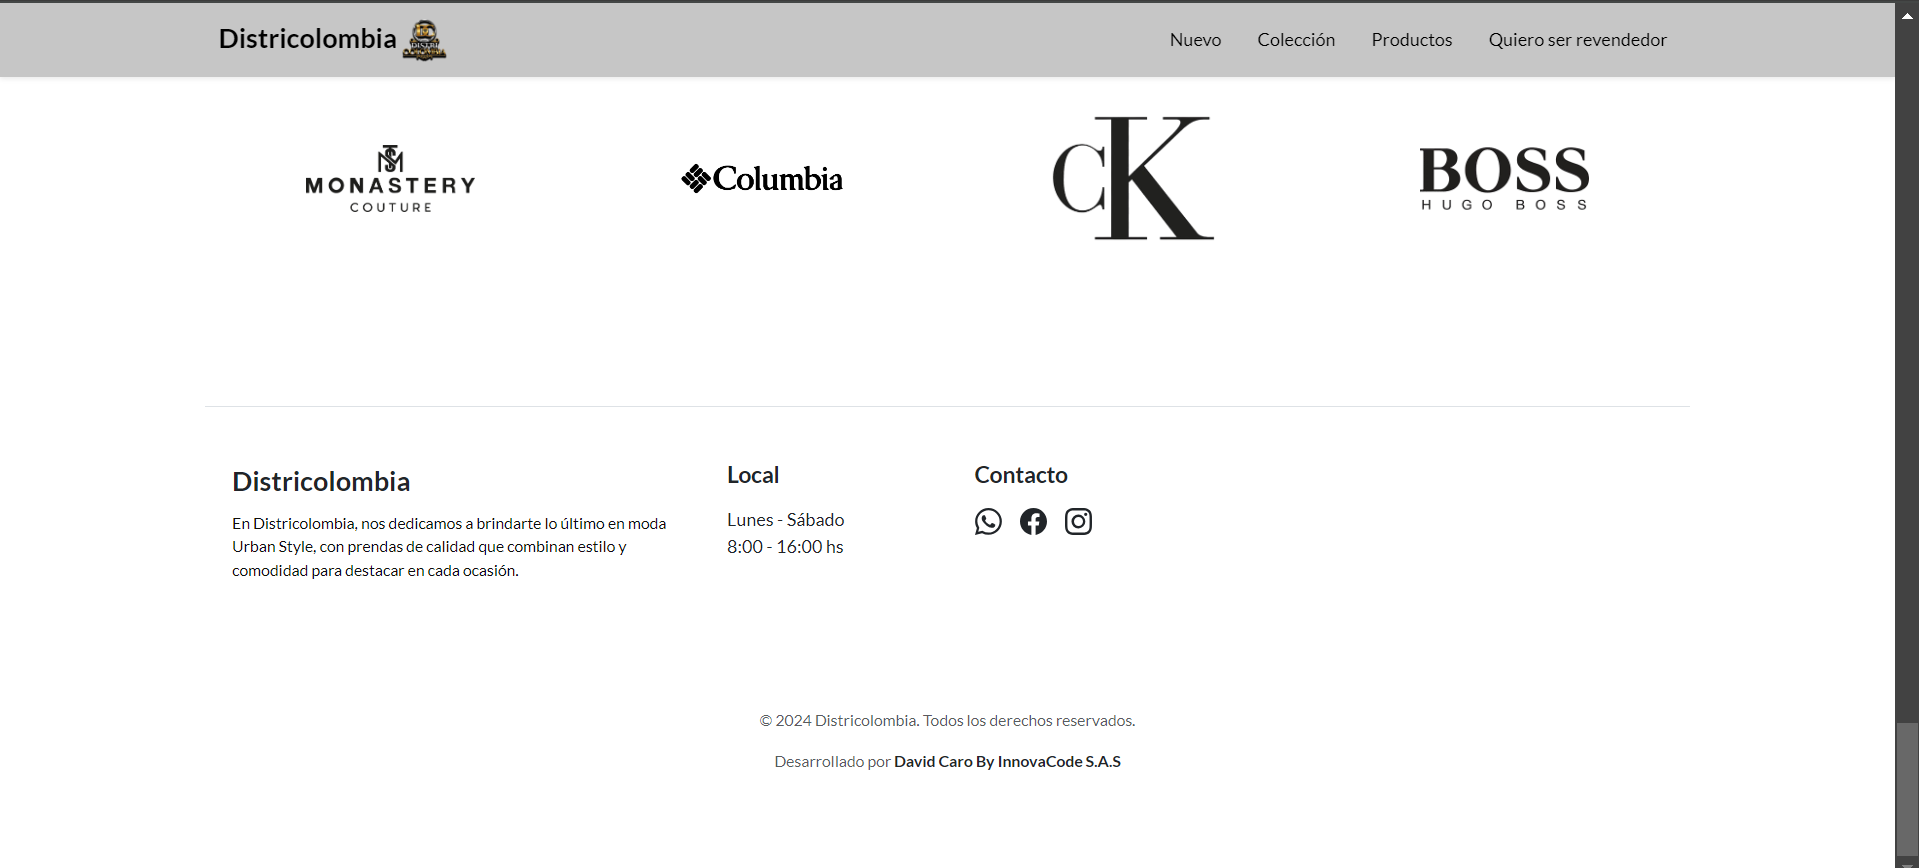 Districolombia
DISTRI
Nuevo Colección Productos Quiero ser revendedor
MONASTERY
COUTURE
Columbia
CK
BOSS
HUGO BOSS
Districolombia
En Districolombia, nos dedicamos a brindarte lo último en moda
Urban Style, con prendas de calidad que combinan estilo y
comodidad para destacar en cada ocasión.
Local
Lunes - Sábado
8:00 - 16:00 hs
Contacto
© 2024 Districolombia. Todos los derechos reservados.
Desarrollado por David Caro By InnovaCode S.A.S